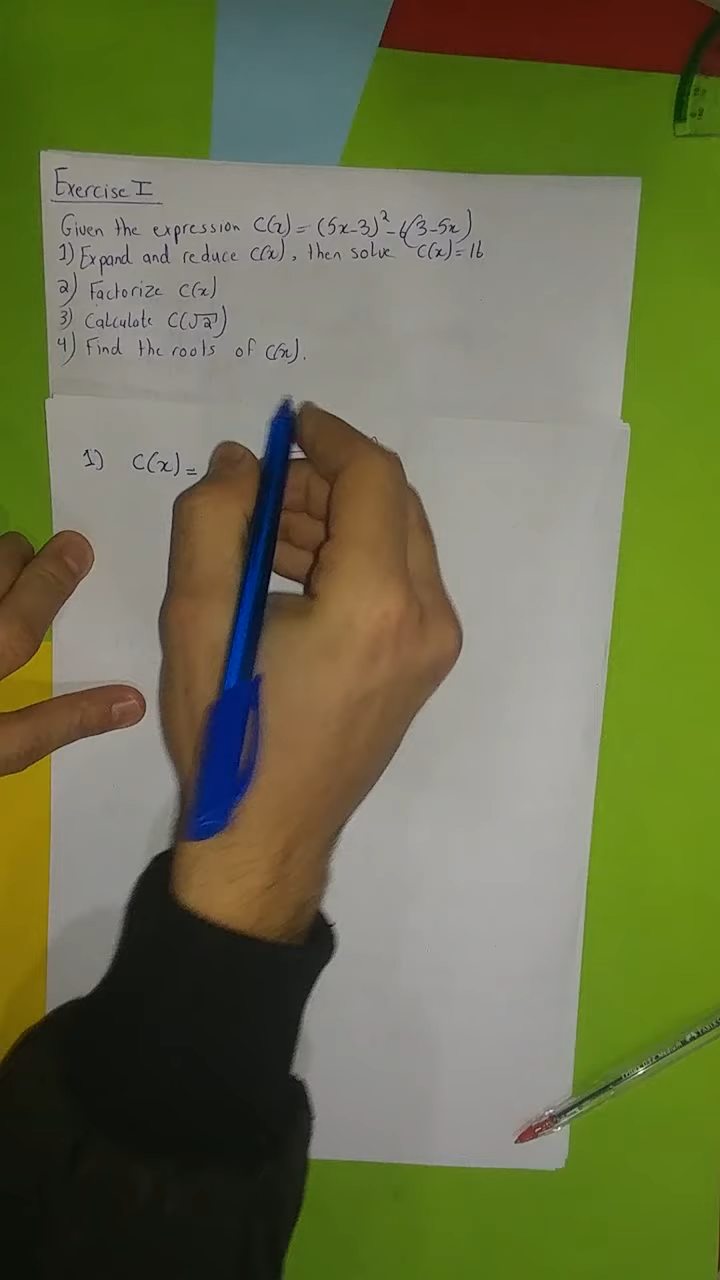 Exercise I
Given the expression C(x) = (5x-3)² - (3-5x)
1) Expand and reduce C(x), then solve C(x) = 16
2) Factorize C(x)
3) Calculate C(√2)
4) Find the roots of C(x).
1) C(x) =